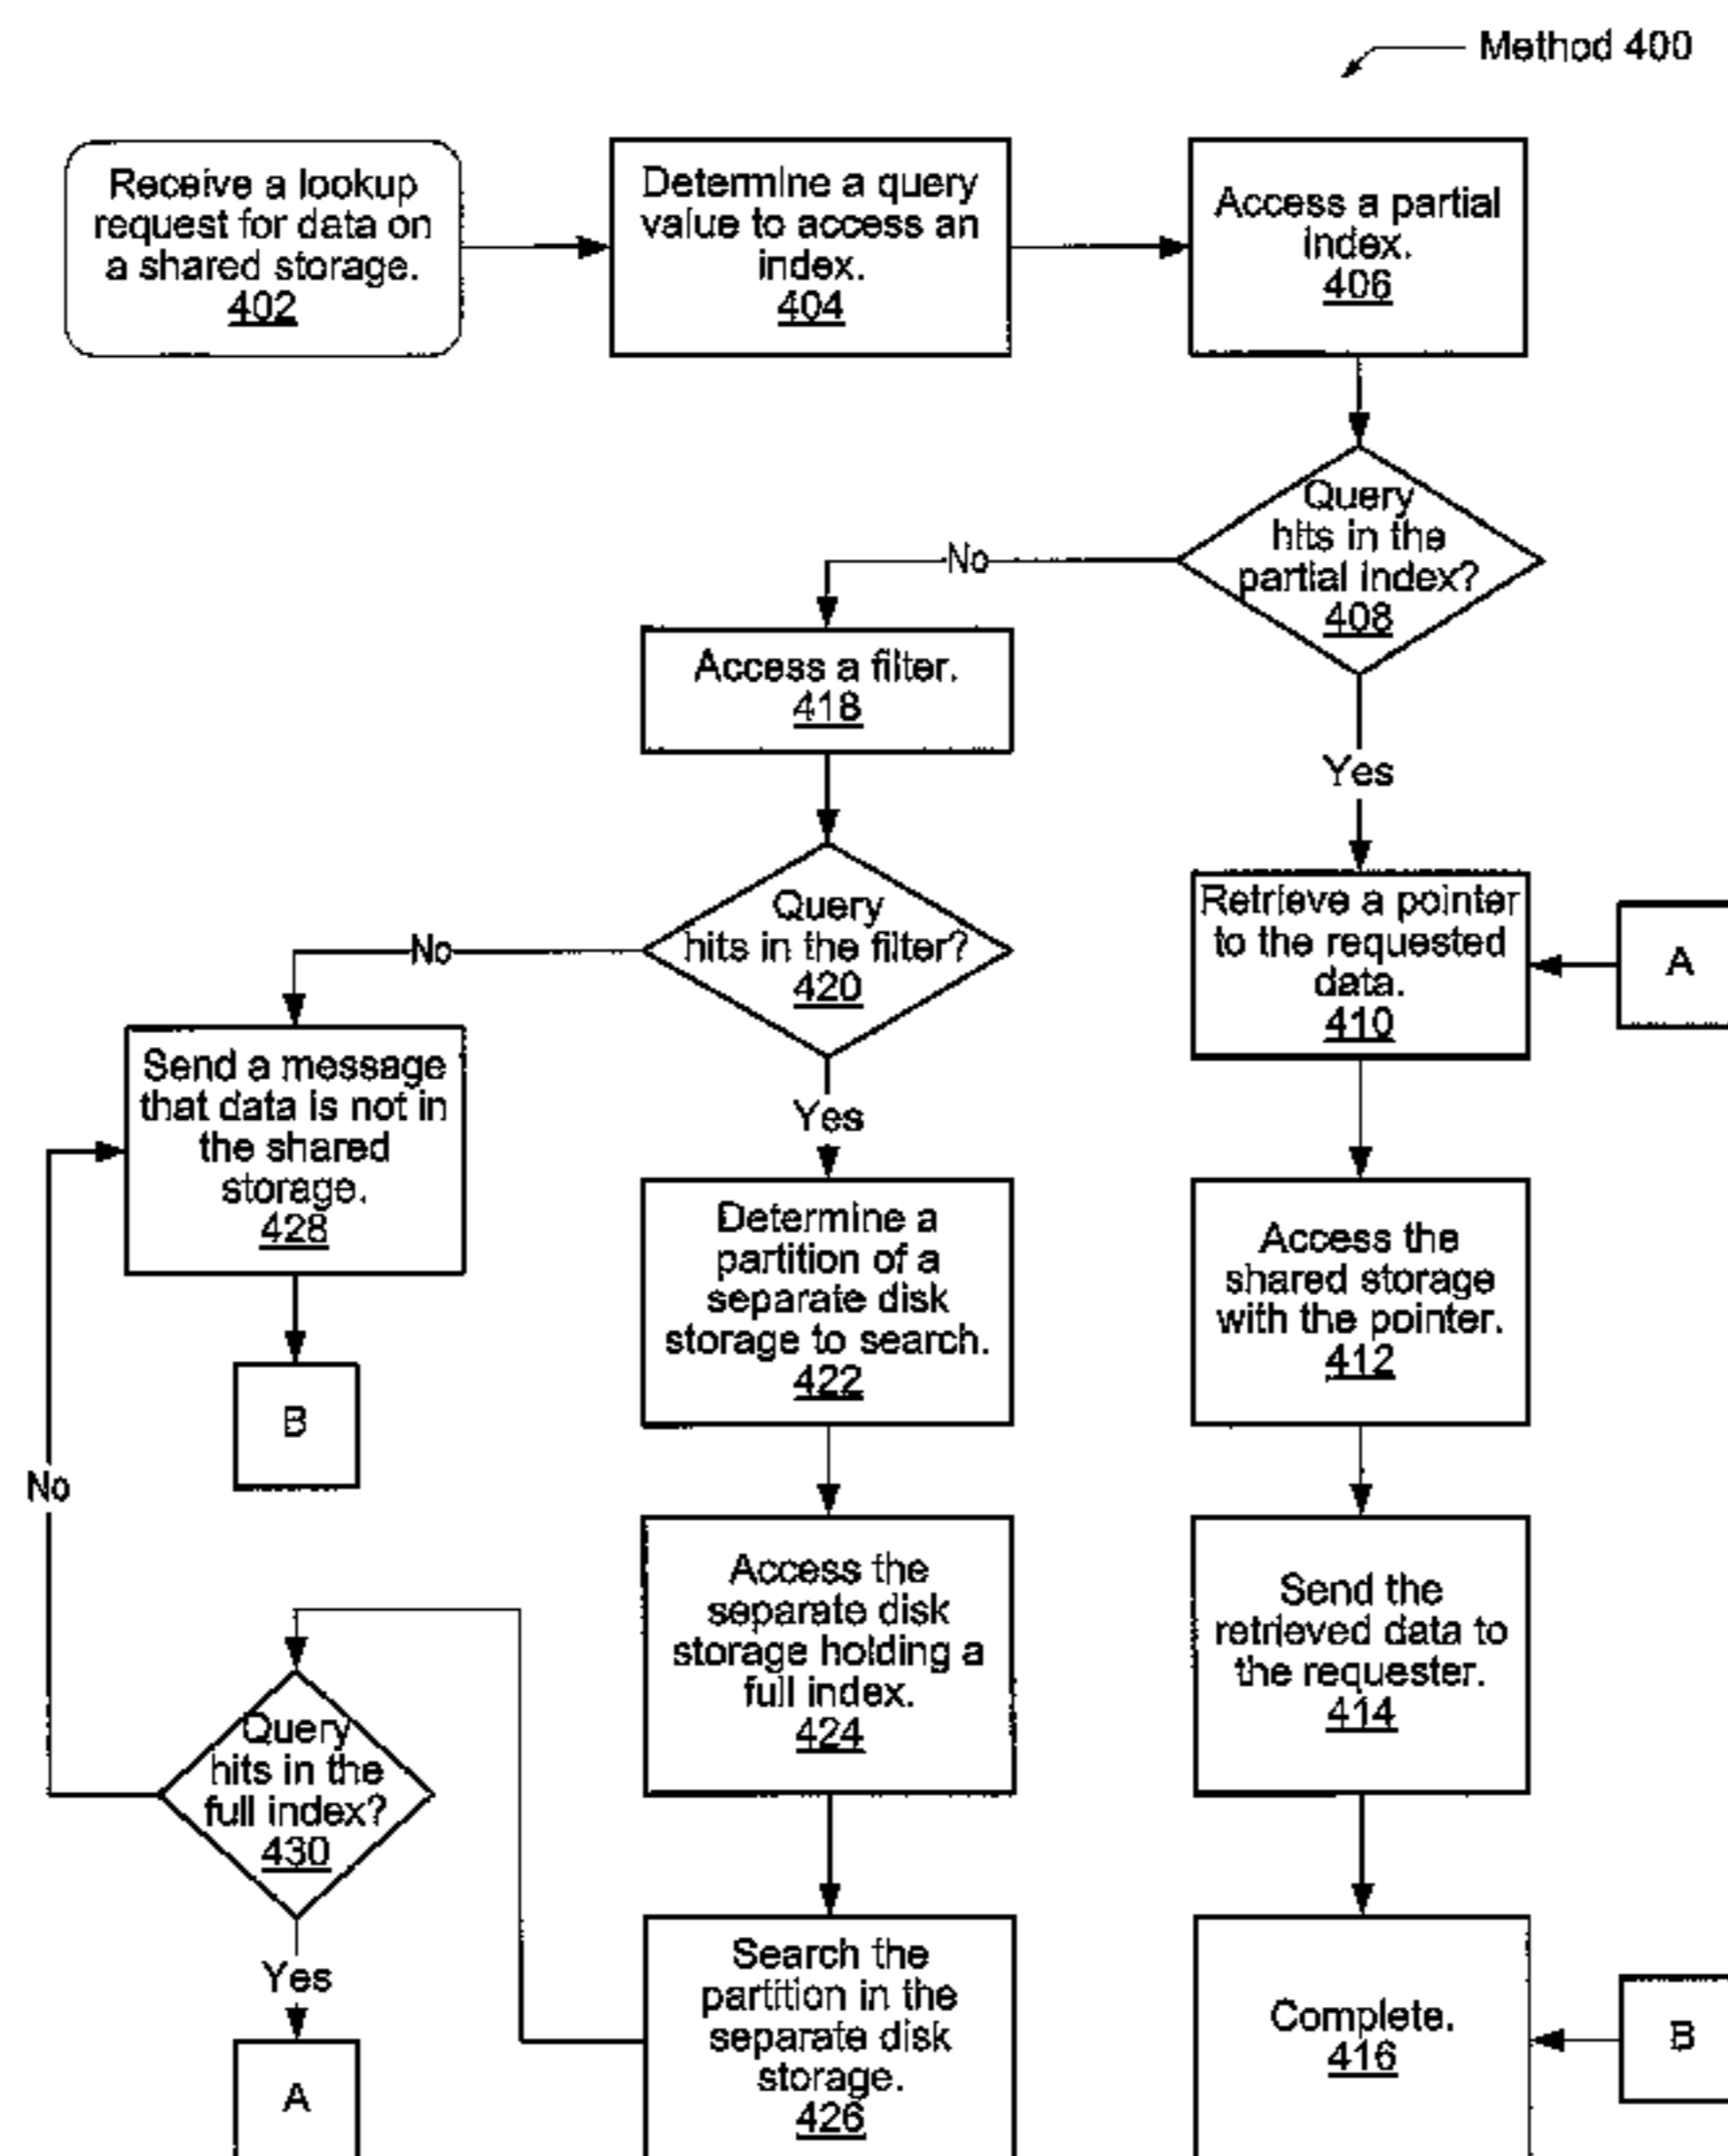 Method 400
Receive a lookup
request for data on
a shared storage.
402
Determine a query
value to access an
index.
404
Access a partial
index.
406
Query
hits in the
partial index?
408
No
Yes
Access a filter.
418
Query
hits in the filter?
420
No
Yes
Retrieve a pointer
to the requested
data.
410
A
Send a message
that data is not in
the shared
storage.
428
B
Determine a
partition of a
separate disk
storage to search.
422
Access the
shared storage
with the pointer.
412
No
Access the
separate disk
storage holding a
full index.
424
Send the
retrieved data to
the requester.
414
Query
hits in the
full index?
430
Yes
A
Search the
partition in the
separate disk
storage.
426
Complete.
416
B